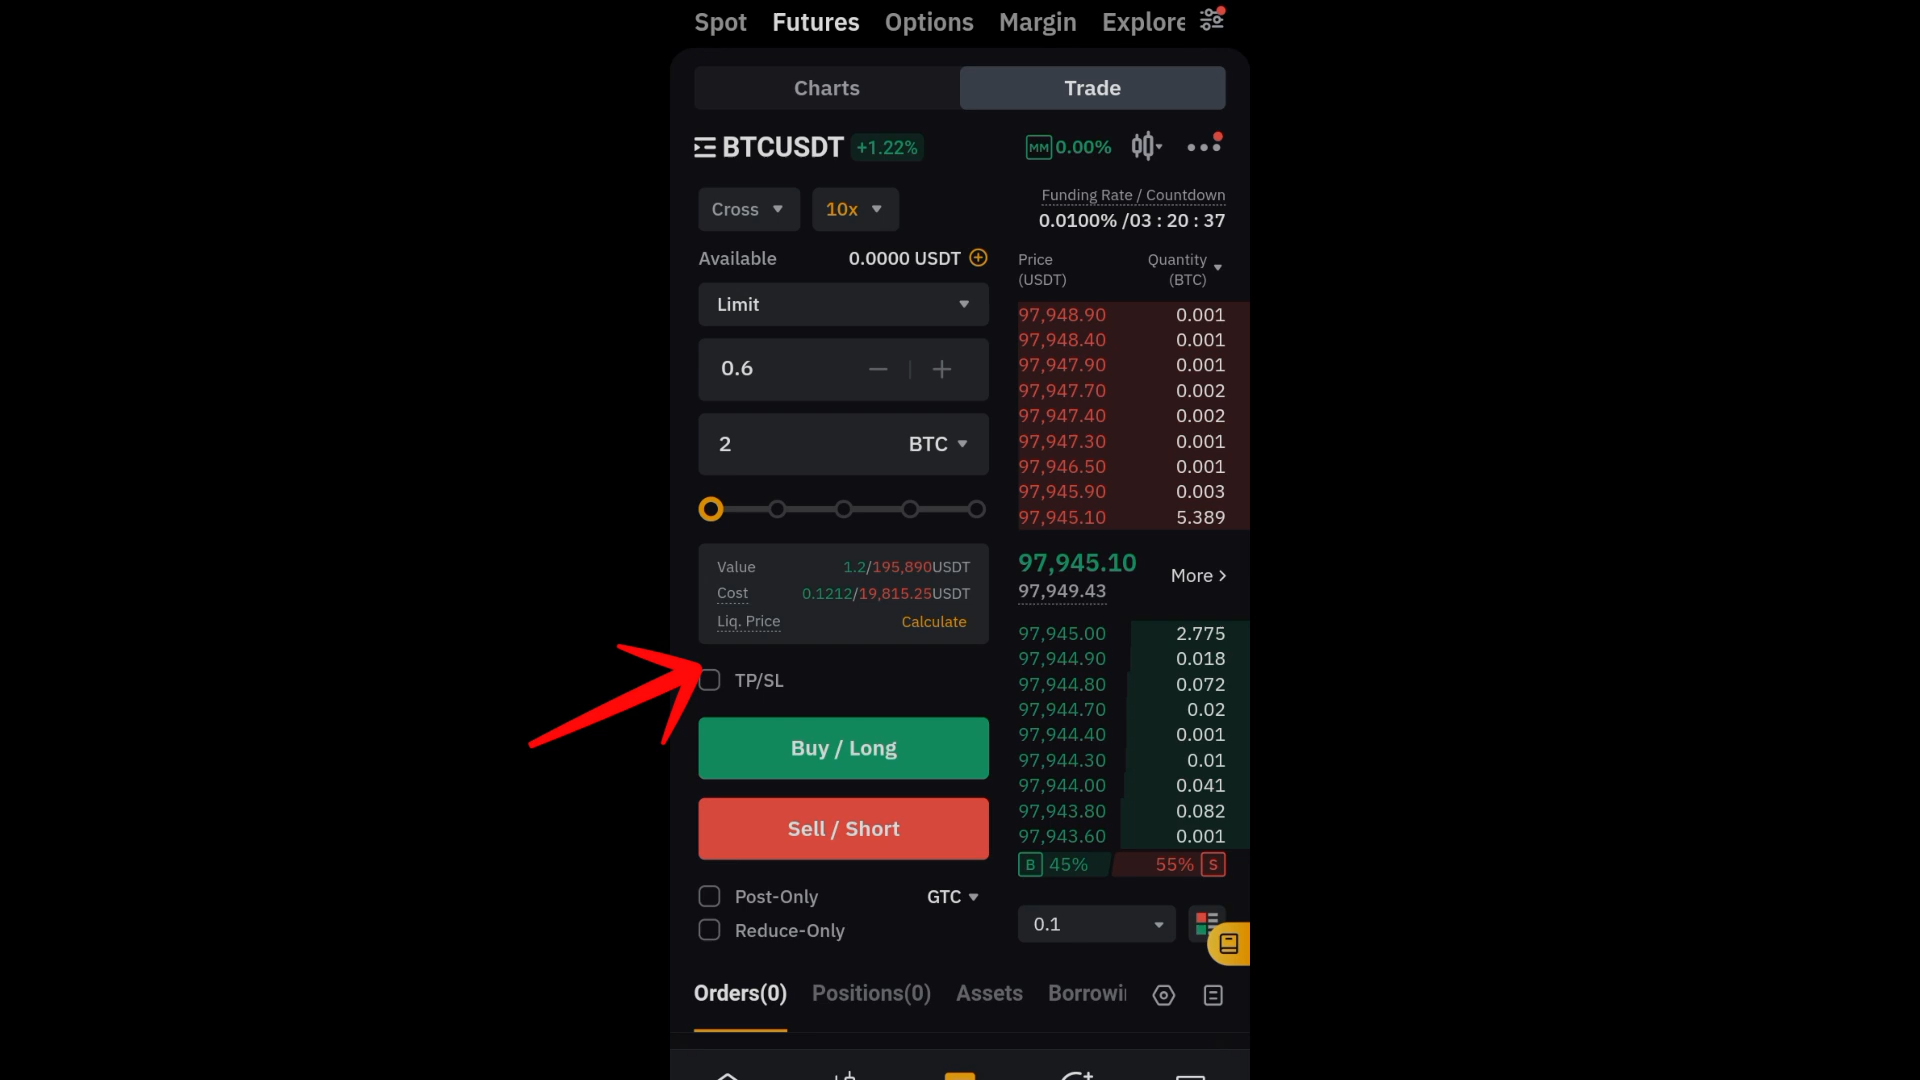 Spot Futures Options Margin Explore
Charts Trade
BTCUSDT +1.22% MM 0.00%
Cross 10x
Funding Rate / Countdown
0.0100% /03 : 20 : 37
Available 0.0000 USDT
Limit
0.6
2 BTC
Value 1.2/195,890USDT
Cost 0.1212/19,815.25USDT
Liq. Price Calculate
TP/SL
Buy / Long
Sell / Short
Post-Only GTC
Reduce-Only
Price Quantity
(USDT) (BTC)
97,948.90 0.001
97,948.40 0.001
97,947.90 0.001
97,947.70 0.002
97,947.40 0.002
97,947.30 0.001
97,946.50 0.001
97,945.90 0.003
97,945.10 5.389
97,945.10
97,949.43
More
97,945.00 2.775
97,944.90 0.018
97,944.80 0.072
97,944.70 0.02
97,944.40 0.001
97,944.30 0.01
97,944.00 0.041
97,943.80 0.082
97,943.60 0.001
B 45% 55% S
0.1
Orders(0) Positions(0) Assets Borrowi